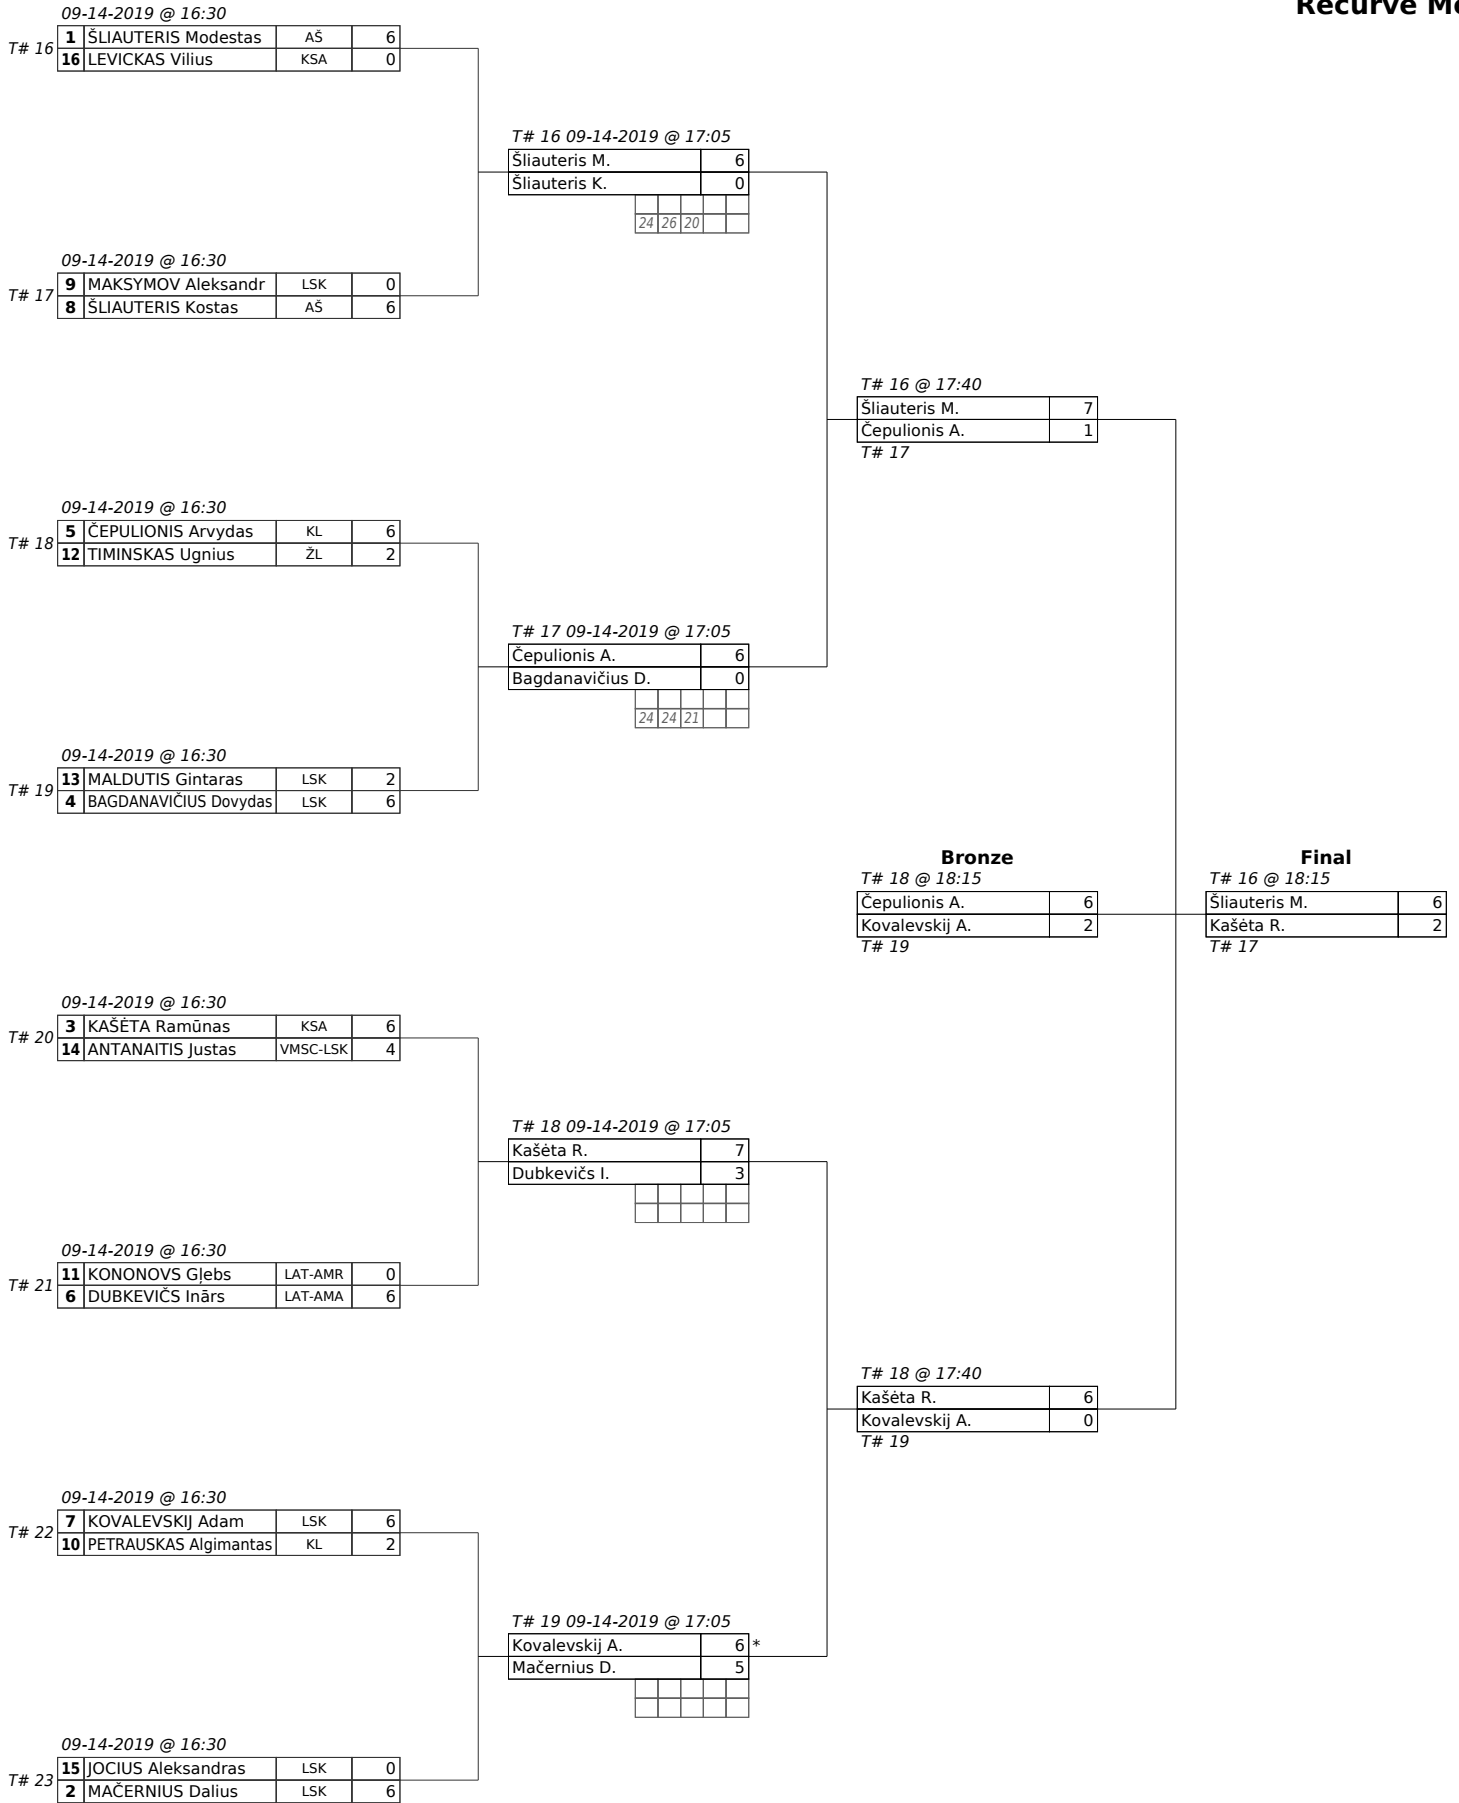 Recurve
09-14-2019 @ 16:30
T# 16
1 ŠLIAUTERIS Modestas AŠ 6
16 LEVICKAS Vilius KSA 0
T# 16 09-14-2019 @ 17:05
Šliauteris M. 6
Šliauteris K. 0
24 26 20
09-14-2019 @ 16:30
T# 17
9 MAKSYMOV Aleksandr LSK 0
8 ŠLIAUTERIS Kostas AŠ 6
T# 16 @ 17:40
Šliauteris M. 7
Čepulionis A. 1
T# 17
09-14-2019 @ 16:30
T# 18
5 ČEPULIONIS Arvydas KL 6
12 TIMINSKAS Ugnius ŽL 2
T# 17 09-14-2019 @ 17:05
Čepulionis A. 6
Bagdanavičius D. 0
24 24 21
09-14-2019 @ 16:30
T# 19
13 MALDUTIS Gintaras LSK 2
4 BAGDANAVIČIUS Dovydas LSK 6
Bronze
T# 18 @ 18:15
Čepulionis A. 6
Kovalevskij A. 2
T# 19
Final
T# 16 @ 18:15
Šliauteris M. 6
Kašėta R. 2
T# 17
09-14-2019 @ 16:30
T# 20
3 KAŠĖTA Ramūnas KSA 6
14 ANTANAITIS Justas VMSC-LSK 4
T# 18 09-14-2019 @ 17:05
Kašėta R. 7
Dubkevičs I. 3
09-14-2019 @ 16:30
T# 21
11 KONONOVS Gļebs LAT-AMR 0
6 DUBKEVIČS Inārs LAT-AMA 6
T# 18 @ 17:40
Kašėta R. 6
Kovalevskij A. 0
T# 19
09-14-2019 @ 16:30
T# 22
7 KOVALEVSKIJ Adam LSK 6
10 PETRAUSKAS Algimantas KL 2
T# 19 09-14-2019 @ 17:05
Kovalevskij A. 6 *
Mačernius D. 5
09-14-2019 @ 16:30
T# 23
15 JOCIUS Aleksandras LSK 0
2 MAČERNIUS Dalius LSK 6